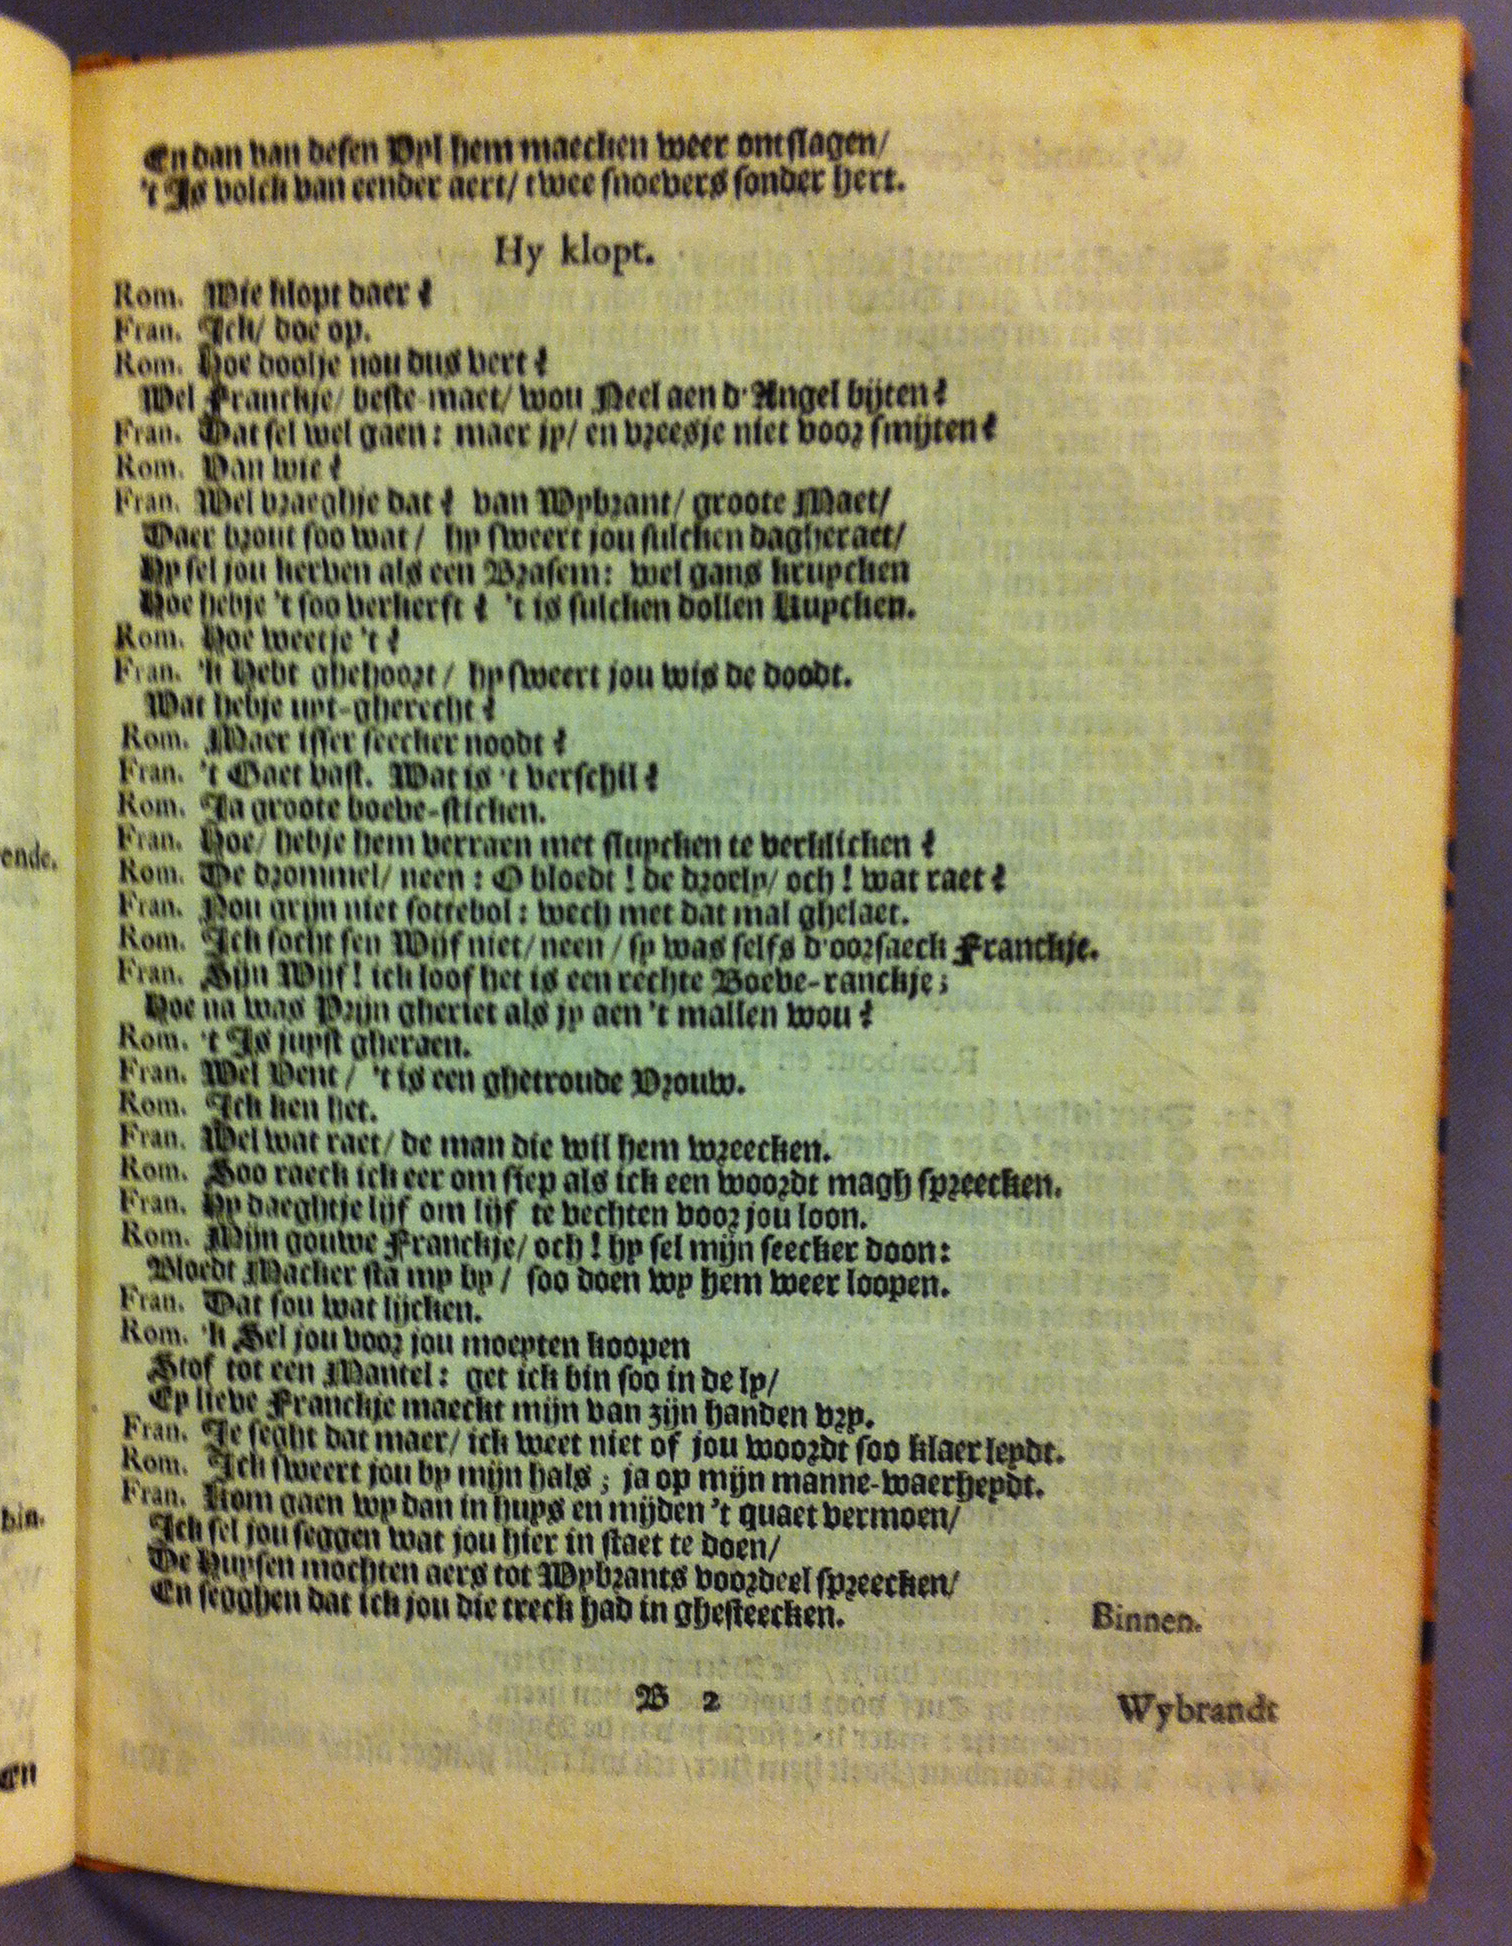 En dan van desen Uyl hem maecken weer omslagen/
't Is volck van eender aert/ twee snoevers sonder hert.
Hy klopt.
Rom. Wie klopt daer?
Fran. Ick/ doe op.
Rom. Hoe doolje nou dus vert?
Wel Franckje/ beste maet/ wou Neel aen d'Angel bijten?
Fran. Dat sel wel gaen: maer jy/ en vreesje niet voor smijten?
Rom. Van wie?
Fran. Wel vraeghje dat? van Wybrant/ groote Maet/
Daer brout soo wat/ hy sweert jou sulcken dagheraet/
Hy sel jou kerven als een Brasem: wel gans kruycken
Hoe hebje 't soo verkerft? 't is sulcken dollen Kuycken.
Rom. Hoe weetje 't?
Fran. 'k Hebt ghehoort/ hy sweert jou wis de doodt.
Wat hebje uyt-gherecht?
Rom. Maer isser seecker noodt?
Fran. 't Gaet vast. Wat is 't verschil?
Rom. Ja groote boeve-sticken.
Fran. Hoe/ hebje hem verraen met sluycken te verklicken?
Rom. De drommel/ neen: O bloedt! de droely/ och! wat raet?
Fran. Nou grijn niet sottebol: wech met dat mal ghelaet.
Rom. Ick socht sen Wijf niet/ neen/ sy was selfs d'oorsaeck Franckje.
Fran. Sijn Wijf! ick loof het is een rechte Boeve-ranckje;
Hoe na was Prijn gheriet als jy aen 't mallen wou?
Rom. 't Is juyst gheraen.
Fran. Wel Vent/ 't is een ghetroude Vrouw.
Rom. Ick ken het.
Fran. Wel wat raet/ de man die wil hem wreecken.
Rom. Soo raeck ick eer om siep als ick een woordt magh spreecken.
Fran. Hy daeghtje lijf om lijf te vechten voor jou loon.
Rom. Mijn gouwe Franckje/ och! hy sel mijn seecker doon:
Bloedt Macker sta my by/ soo doen wy hem weer loopen.
Fran. Dat sou wat lijcken.
Rom. 'k Sel jou voor jou moeyten koopen
Stof tot een Mantel: get ick bin soo in de ly/
Ey lieve Franckje maeckt mijn van zijn handen vry.
Fran. Je seght dat maer/ ick weet niet of jou woordt soo klaer leydt.
Rom. Ick sweert jou by mijn hals; ja op mijn manne-waerheydt.
Fran. Kom gaen wy dan in huys en mijden 't quaet vermoen/
Ick sel jou seggen wat jou hier in staet te doen/
De Huysen mochten aers tot Wybrants voordeel spreecken/
En segghen dat ick jou die treck had in ghesteecken. Binnen.
B 2 Wybrandt
ende.
bin.